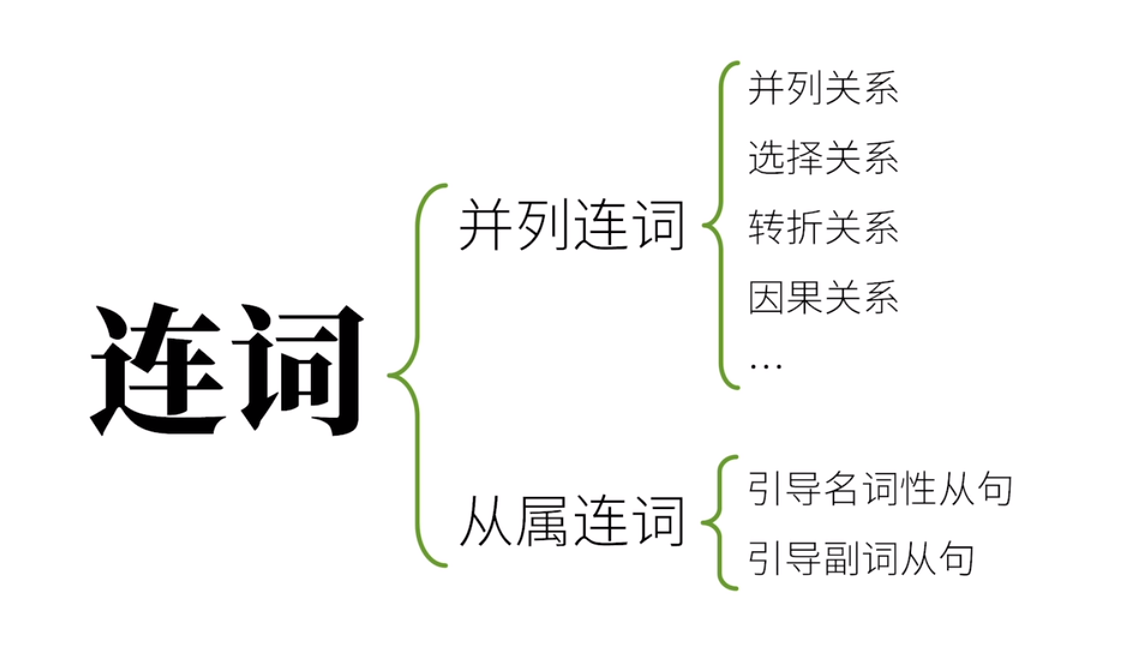 连词
并列连词
并列关系
选择关系
转折关系
因果关系
…
从属连词
引导名词性从句
引导副词从句